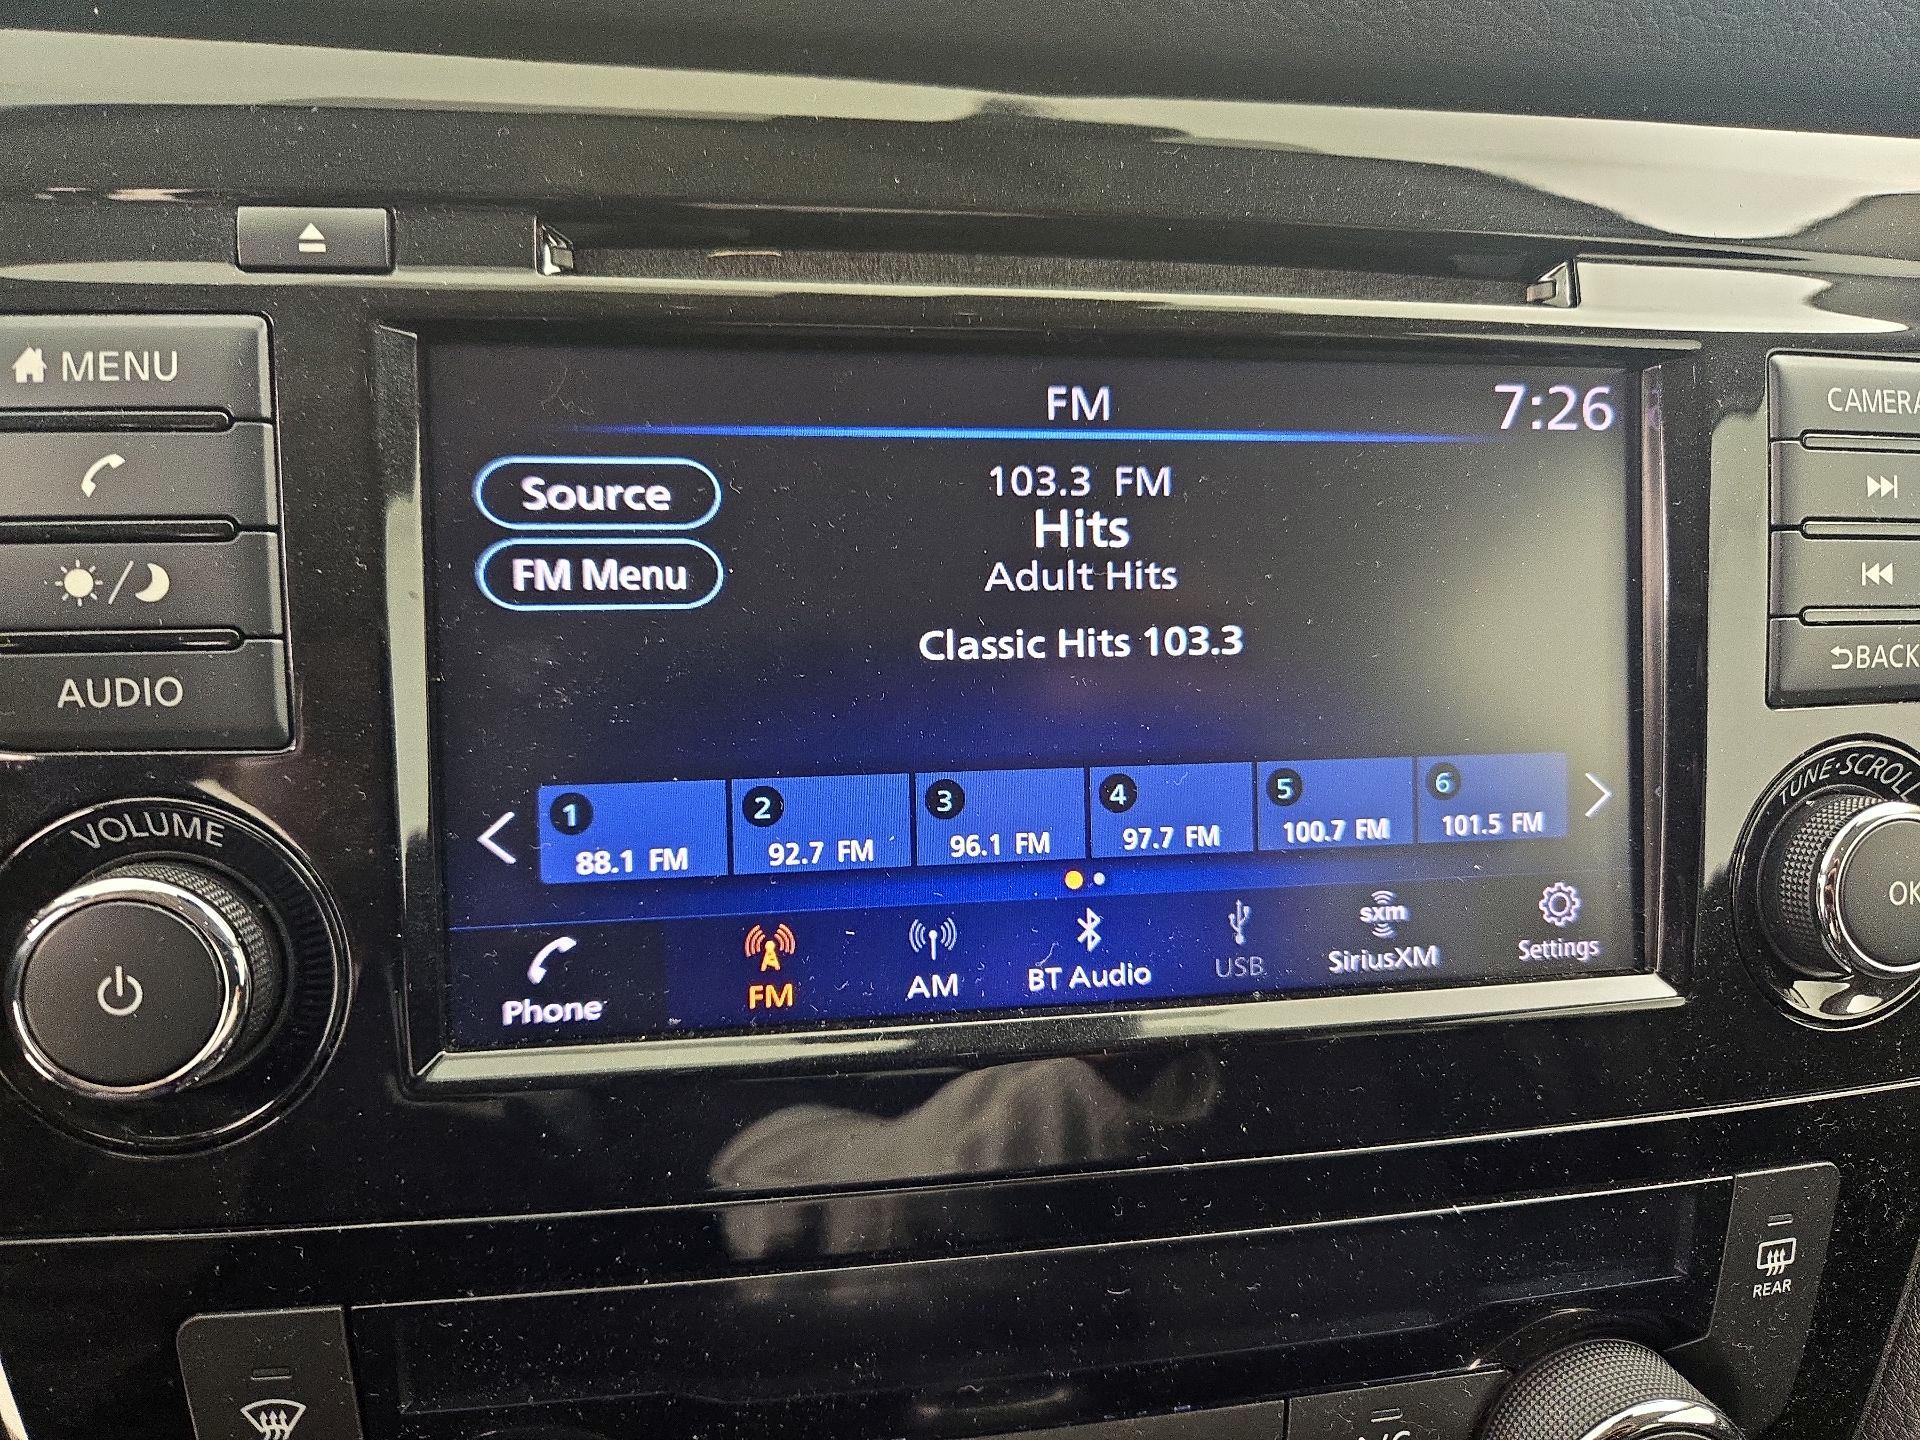 MENU
AUDIO
VOLUME
FM
7:26
Source
FM Menu
103.3 FM
Hits
Adult Hits
Classic Hits 103.3
1
88.1 FM
2
92.7 FM
3
96.1 FM
4
97.7 FM
5
100.7 FM
6
101.5 FM
Phone
FM
AM
BT Audio
USB
sxm
SiriusXM
Settings
CAMERA
BACK
TUNE·SCROLL
OK
REAR